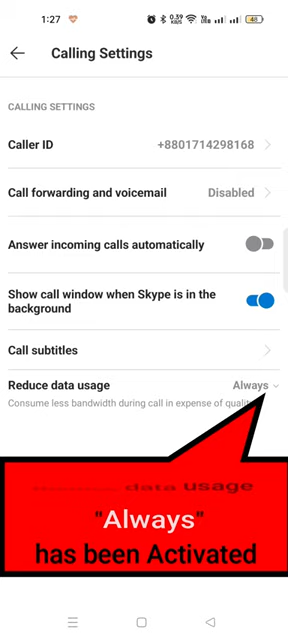 1:27
0.39
KB/S
48
Calling Settings
CALLING SETTINGS
Caller ID
+8801714298168
Call forwarding and voicemail
Disabled
Answer incoming calls automatically
Show call window when Skype is in the
background
Call subtitles
Reduce data usage
Always
Consume less bandwidth during call in expense of quality
data usage
"Always"
has been Activated